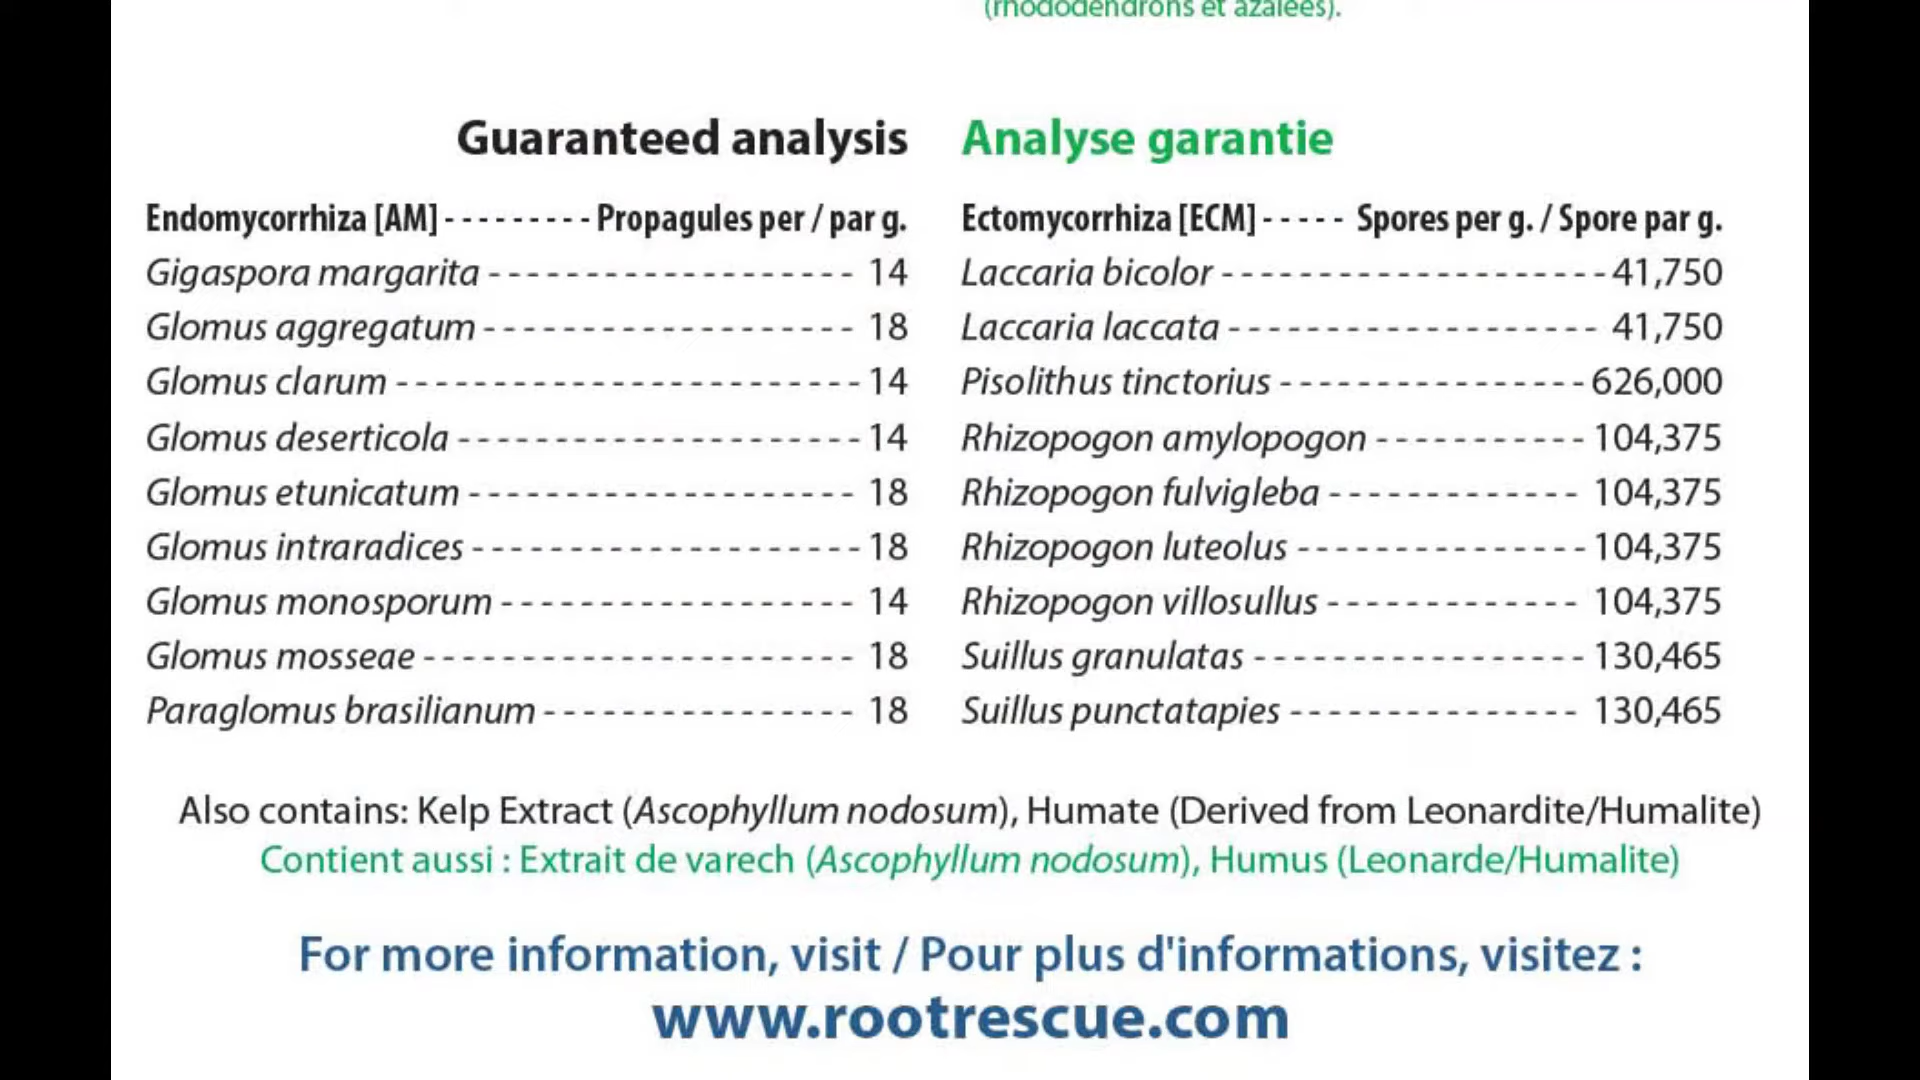 (rhododendrons et azalées).
Guaranteed analysis
Analyse garantie
Endomycorrhiza [AM] - - - - - - - - - Propagules per / par g.
Gigaspora margarita - - - - - - - - - - - - - - - - - - - 14
Glomus aggregatum - - - - - - - - - - - - - - - - - - - 18
Glomus clarum - - - - - - - - - - - - - - - - - - - - - - - - 14
Glomus deserticola - - - - - - - - - - - - - - - - - - - - - 14
Glomus etunicatum - - - - - - - - - - - - - - - - - - - - 18
Glomus intraradices - - - - - - - - - - - - - - - - - - - - 18
Glomus monosporum - - - - - - - - - - - - - - - - - - 14
Glomus mosseae - - - - - - - - - - - - - - - - - - - - - - 18
Paraglomus brasilianum - - - - - - - - - - - - - - - - 18
Ectomycorrhiza [ECM] - - - - - Spores per g. / Spore par g.
Laccaria bicolor - - - - - - - - - - - - - - - - - - - - 41,750
Laccaria laccata - - - - - - - - - - - - - - - - - - - 41,750
Pisolithus tinctorius - - - - - - - - - - - - - - - - 626,000
Rhizopogon amylopogon - - - - - - - - - - - 104,375
Rhizopogon fulvigleba - - - - - - - - - - - - - 104,375
Rhizopogon luteolus - - - - - - - - - - - - - - - 104,375
Rhizopogon villosullus - - - - - - - - - - - - - 104,375
Suillus granulatas - - - - - - - - - - - - - - - - - 130,465
Suillus punctatapies - - - - - - - - - - - - - - - 130,465
Also contains: Kelp Extract (Ascophyllum nodosum), Humate (Derived from Leonardite/Humalite)
Contient aussi : Extrait de varech (Ascophyllum nodosum), Humus (Leonarde/Humalite)
For more information, visit / Pour plus d'informations, visitez :
www.rootrescue.com